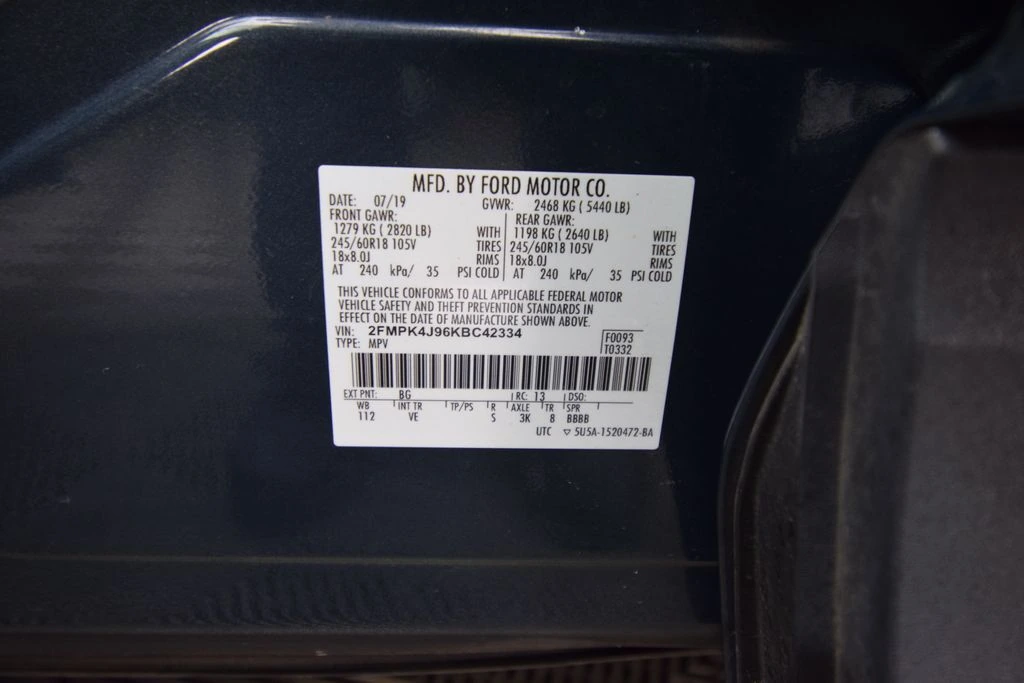 MFD. BY FORD MOTOR CO.
DATE: 07/19 GVWR: 2468 KG ( 5440 LB)
FRONT GAWR: REAR GAWR:
1279 KG ( 2820 LB) WITH 1198 KG ( 2640 LB) WITH
245/60R18 105V TIRES 245/60R18 105V TIRES
18x8.0J RIMS 18x8.0J RIMS
AT 240 kPa/ 35 PSI COLD AT 240 kPa/ 35 PSI COLD
THIS VEHICLE CONFORMS TO ALL APPLICABLE FEDERAL MOTOR
VEHICLE SAFETY AND THEFT PREVENTION STANDARDS IN
EFFECT ON THE DATE OF MANUFACTURE SHOWN ABOVE.
VIN: 2FMPK4J96KBC42334 F0093
TYPE: MPV T0332
EXT PNT: BG RC: 13 DSO:
WB INT TR TP/PS R AXLE TR SPR
112 VE S 3K 8 BBBB
UTC ▽ 5U5A-1520472-BA